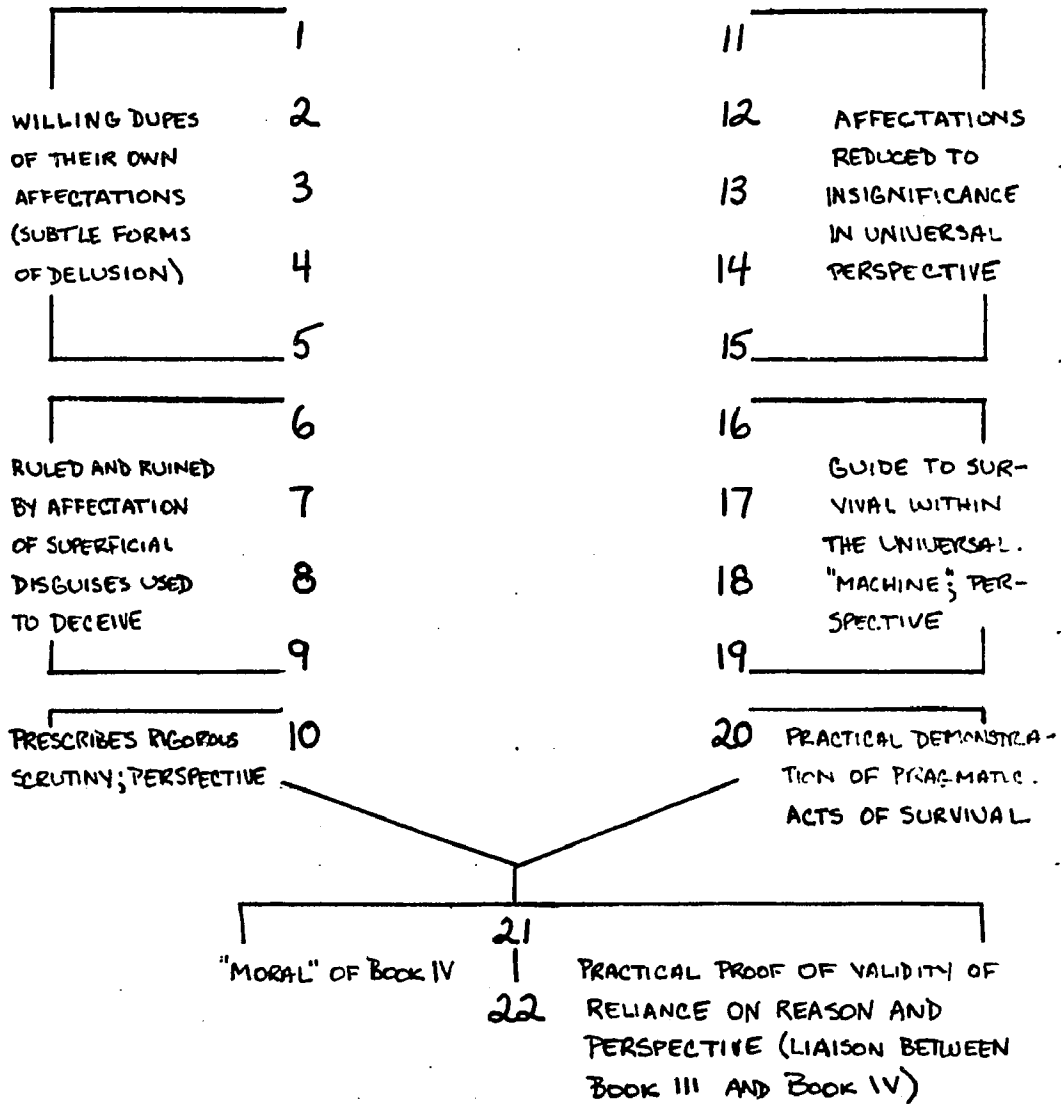 1
WILLING DUPES 2
OF THEIR OWN
AFFECTATIONS 3
(SUBTLE FORMS
OF DELUSION) 4
5
6
RULED AND RUINED
BY AFFECTATION 7
OF SUPERFICIAL
DISGUISES USED 8
TO DECEIVE
9
PRESCRIBES RIGOROUS 10
SCRUTINY; PERSPECTIVE
11
12 AFFECTATIONS
REDUCED TO
13 INSIGNIFICANCE
IN UNIVERSAL
14 PERSPECTIVE
15
16
GUIDE TO SUR-
17 VIVAL WITHIN
THE UNIVERSAL.
18 "MACHINE"; PER-
SPECTIVE
19
20 PRACTICAL DEMONSTRA-
TION OF PRAGMATIC.
ACTS OF SURVIVAL
21
"MORAL" OF BOOK IV
22
PRACTICAL PROOF OF VALIDITY OF
RELIANCE ON REASON AND
PERSPECTIVE (LIAISON BETWEEN
BOOK III AND BOOK IV)